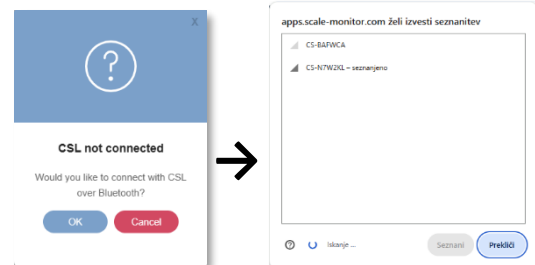 X
?
CSL not connected
Would you like to connect with CSL
over Bluetooth?
OK
Cancel
apps.scale-monitor.com želi izvesti seznanitev
CS-BAFWCA
CS-N7W2KL – seznanjeno
?
Iskanje ...
Seznani
Prekliči